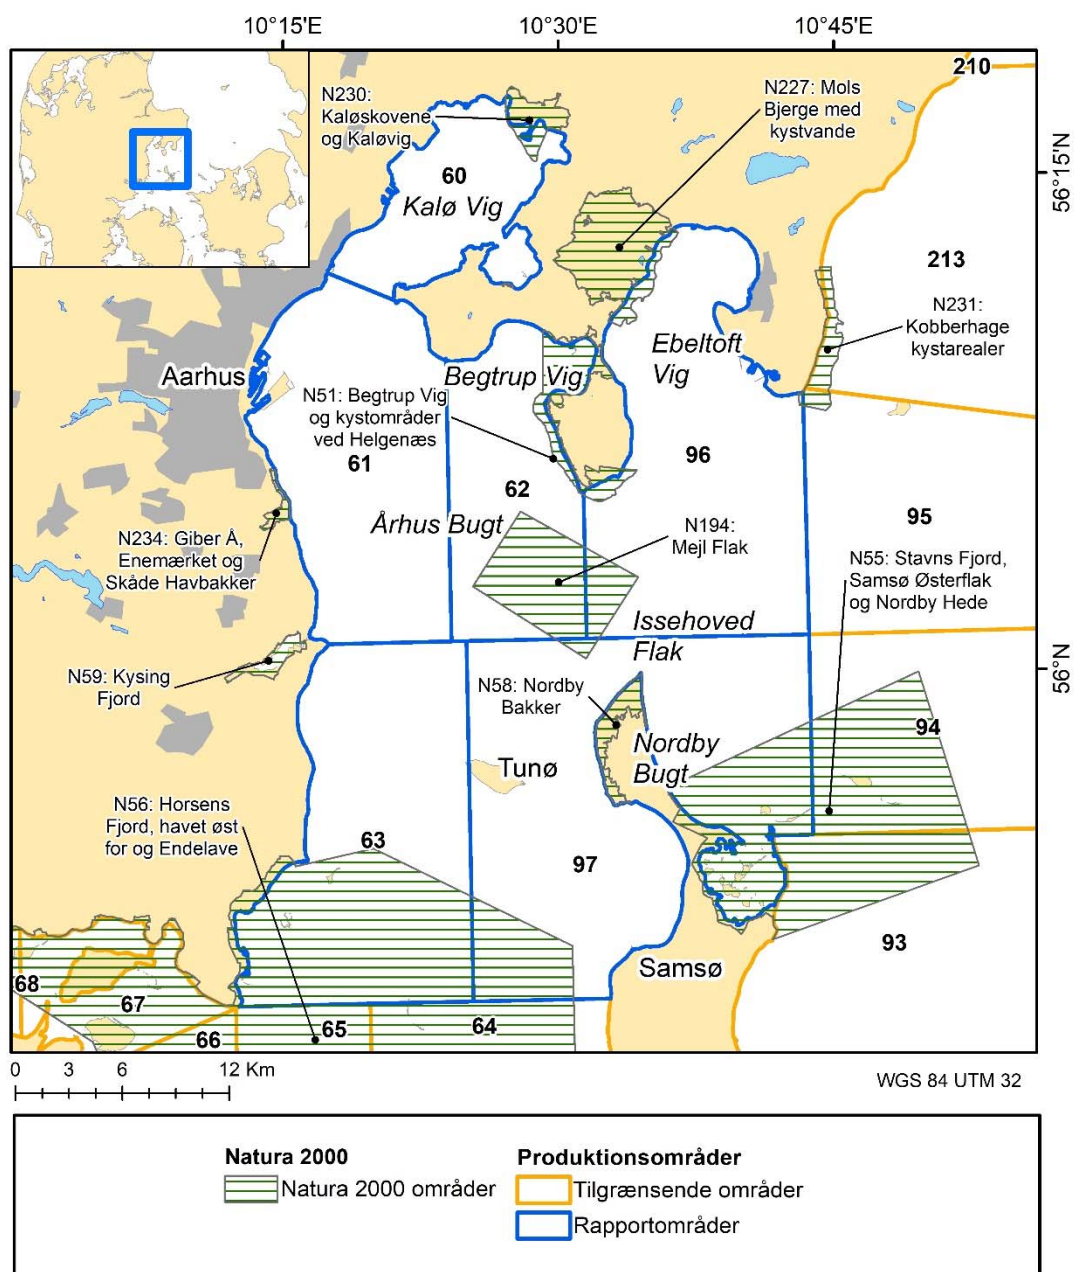 10°15'E
10°30'E
10°45'E
210
N230:
Kaløskovene
og Kaløvig
N227: Mols
Bjerge med
kystvande
56°15'N
60
Kalø Vig
213
N231:
Kobberhage
kystarealer
Ebeltoft
Vig
Aarhus
Begtrup Vig
N51: Begtrup Vig
og kystområder
ved Helgenæs
61
96
62
Århus Bugt
95
N194:
Mejl Flak
N234: Giber Å,
Enemærket og
Skåde Havbakker
N55: Stavns Fjord,
Samsø Østerflak
og Nordby Hede
Issehoved
Flak
N59: Kysing
Fjord
56°N
N58: Nordby
Bakker
94
Nordby
Bugt
Tunø
N56: Horsens
Fjord, havet øst
for og Endelave
63
97
93
Samsø
68
67
66
65
64
0 3 6 12 Km
WGS 84 UTM 32
Natura 2000
Natura 2000 områder
Produktionsområder
Tilgrænsende områder
Rapportområder